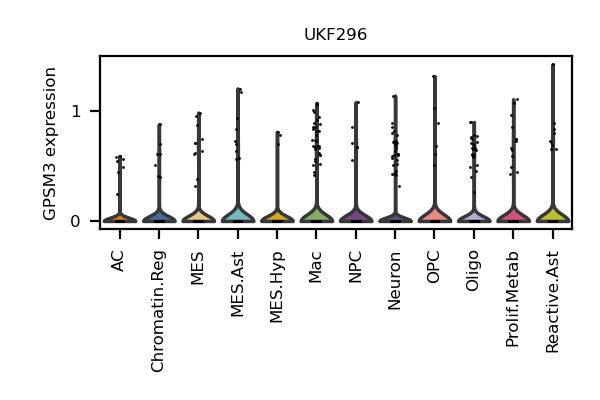 UKF296
GPSM3 expression
1
0
AC
Chromatin.Reg
MES
MES.Ast
MES.Hyp
Mac
NPC
Neuron
OPC
Oligo
Prolif.Metab
Reactive.Ast